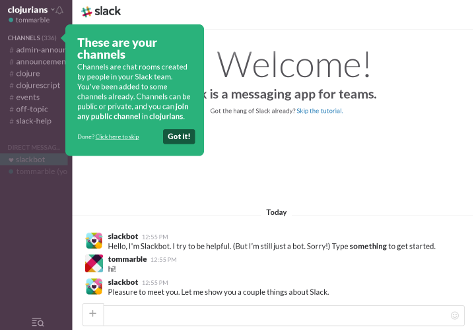 clojurians
tommarble
CHANNELS (336)
# admin-announ
# announcemen
# clojure
# clojurescript
# events
# off-topic
# slack-help
DIRECT MESSAG...
slackbot
tommarble (yo
These are your
channels
Channels are chat rooms created
by people in your Slack team.
You've been added to some
channels already. Channels can be
public or private, and you can join
any public channel in clojurians.
Done? Click here to skip
Got it!
slack
Welcome!
k is a messaging app for teams.
Got the hang of Slack already? Skip the tutorial.
Today
slackbot 12:55 PM
Hello, I'm Slackbot. I try to be helpful. (But I'm still just a bot. Sorry!) Type something to get started.
tommarble 12:55 PM
hi!
slackbot 12:55 PM
Pleasure to meet you. Let me show you a couple things about Slack.